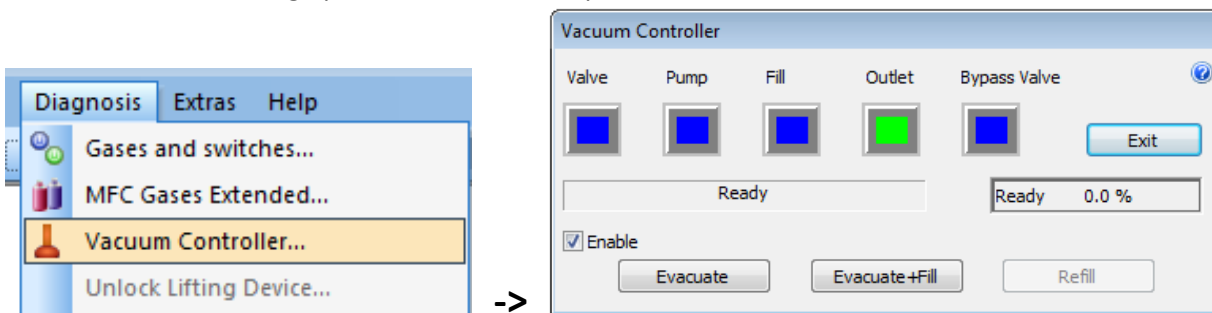 Diagnosis Extras Help
Gases and switches...
MFC Gases Extended...
Vacuum Controller...
Unlock Lifting Device...
->
Vacuum Controller
Valve Pump Fill Outlet Bypass Valve
Exit
Ready
Ready 0.0 %
Enable
Evacuate Evacuate+Fill Refill